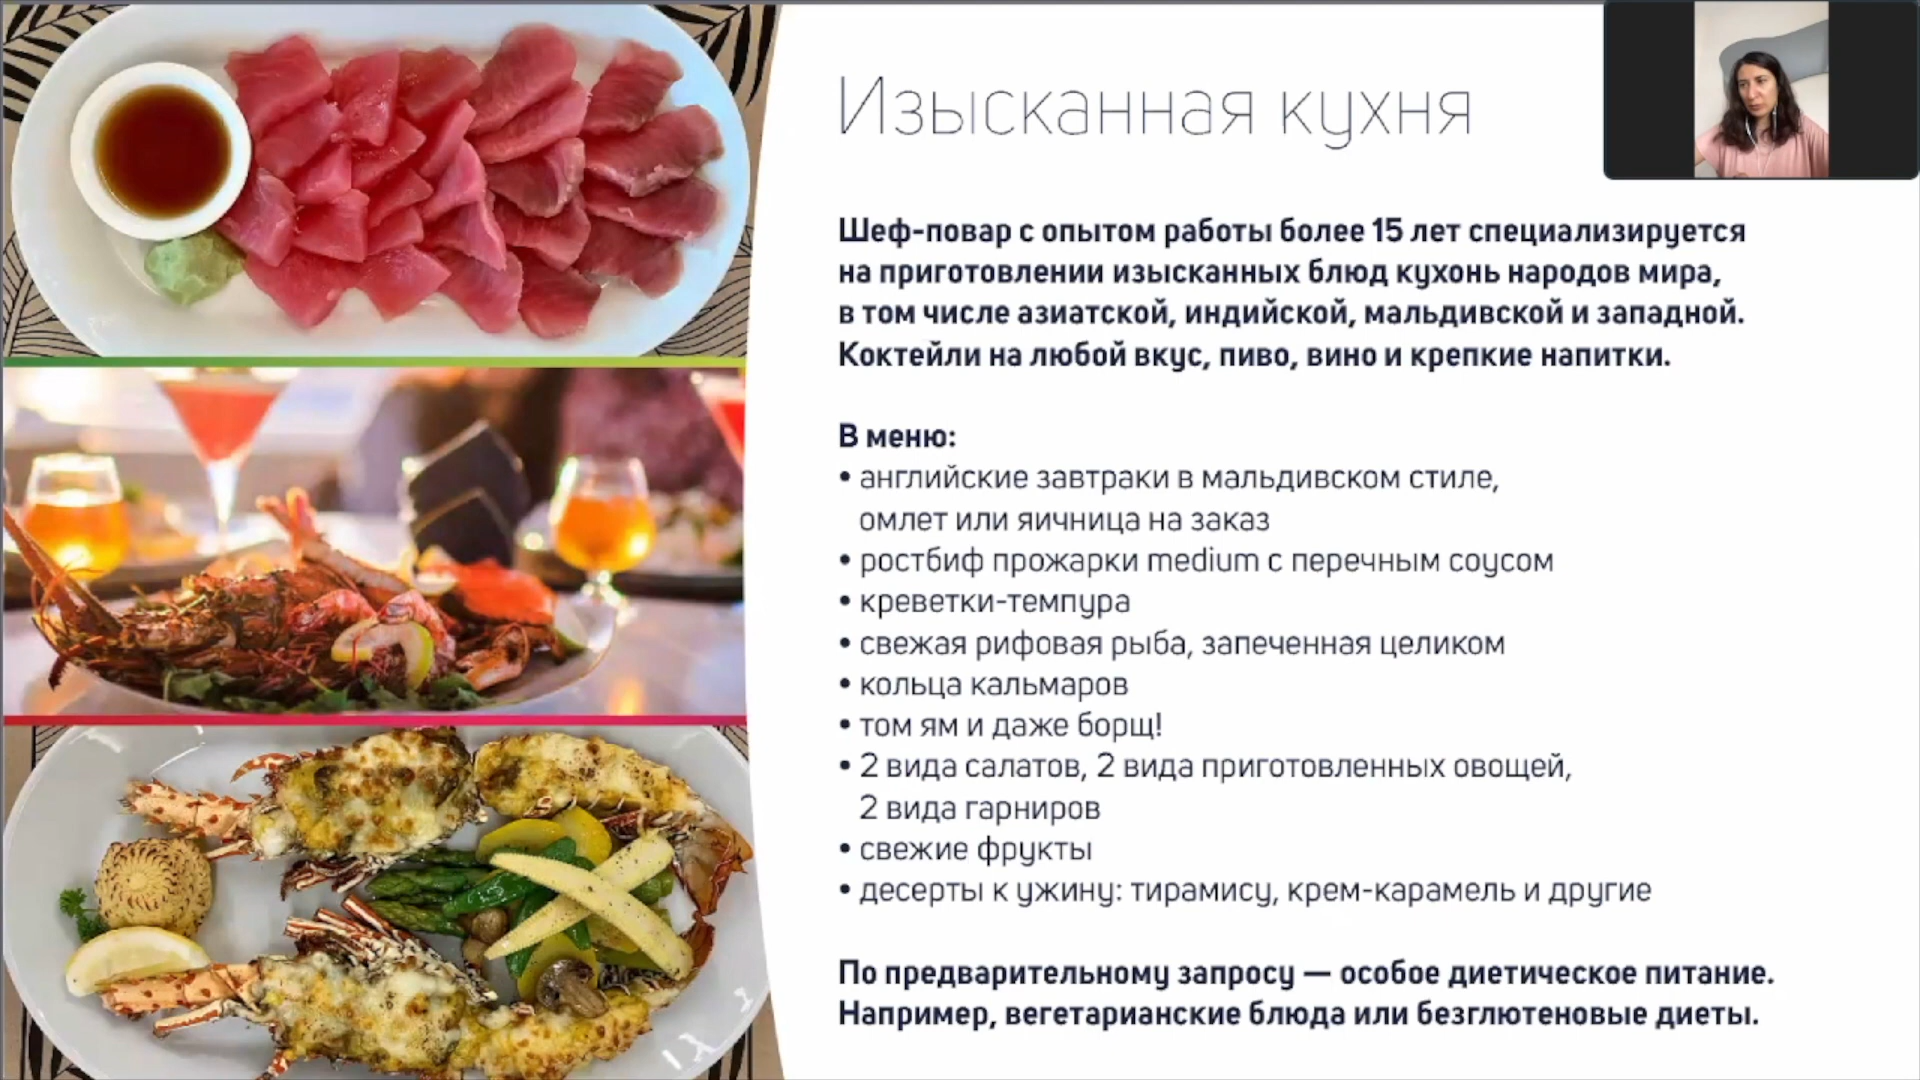 Изысканная кухня
Шеф-повар с опытом работы более 15 лет специализируется
на приготовлении изысканных блюд кухонь народов мира,
в том числе азиатской, индийской, мальдивской и западной.
Коктейли на любой вкус, пиво, вино и крепкие напитки.
В меню:
• английские завтраки в мальдивском стиле,
омлет или яичница на заказ
• ростбиф прожарки medium с перечным соусом
• креветки-темпура
• свежая рифовая рыба, запеченная целиком
• кольца кальмаров
• том ям и даже борщ!
• 2 вида салатов, 2 вида приготовленных овощей,
2 вида гарниров
• свежие фрукты
• десерты к ужину: тирамису, крем-карамель и другие
По предварительному запросу — особое диетическое питание.
Например, вегетарианские блюда или безглютеновые диеты.